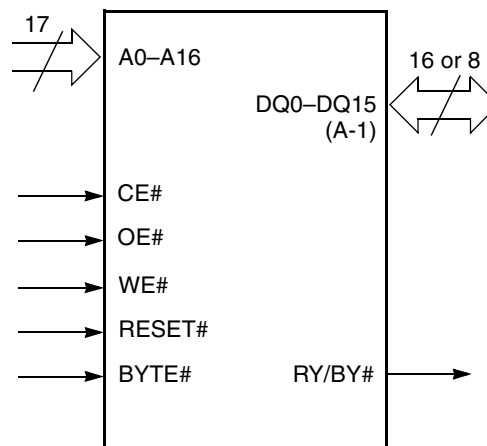 17
A0–A16
16 or 8
DQ0–DQ15
(A-1)
CE#
OE#
WE#
RESET#
BYTE#
RY/BY#